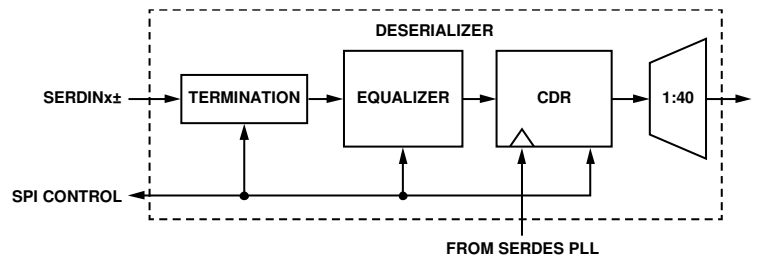 DESERIALIZER
SERDINx±
TERMINATION
EQUALIZER
CDR
1:40
SPI CONTROL
FROM SERDES PLL